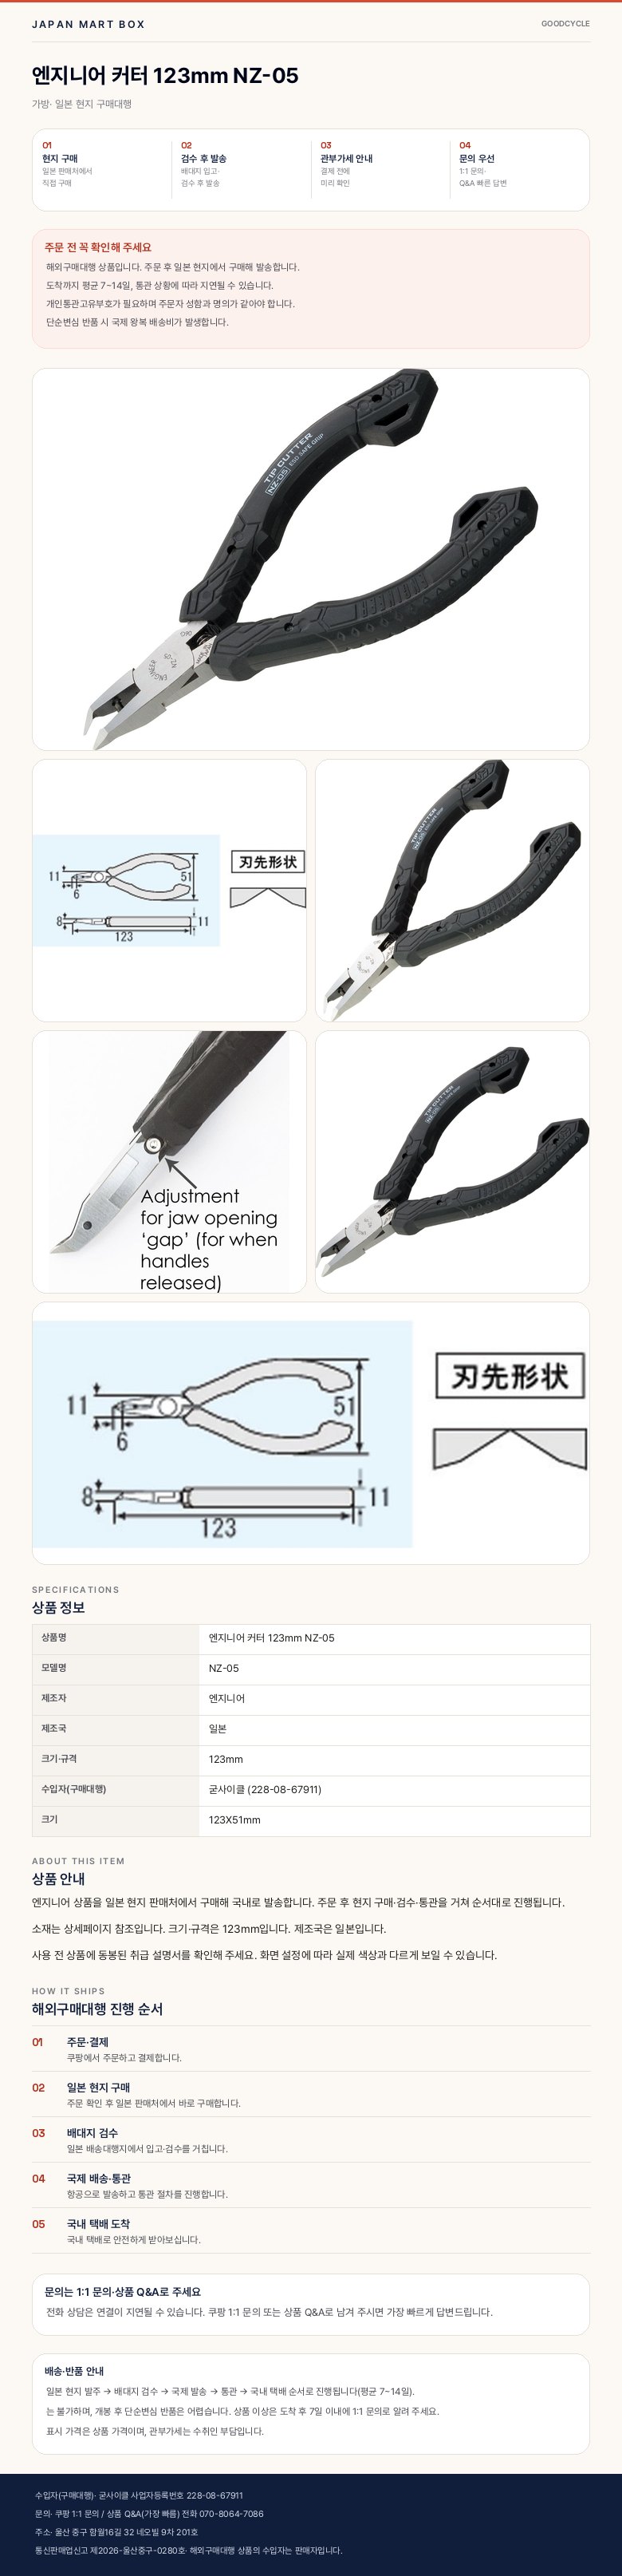 JAPAN MART BOX
GOODCYCLE
엔지니어 커터 123mm NZ-05
가방· 일본 현지 구매대행
01
현지 구매
일본 판매처에서
직접 구매
02
검수 후 발송
배대지 입고·
검수 후 발송
03
관부가세 안내
결제 전에
미리 확인
04
문의 우선
1:1 문의·
Q&A 빠른 답변
주문 전 꼭 확인해 주세요
해외구매대행 상품입니다. 주문 후 일본 현지에서 구매해 발송합니다.
도착까지 평균 7~14일, 통관 상황에 따라 지연될 수 있습니다.
개인통관고유부호가 필요하며 주문자 성함과 명의가 같아야 합니다.
단순변심 반품 시 국제 왕복 배송비가 발생합니다.
TIP CUTTER
NZ-05 ESD SAFE GRIP
ENGINEER
ENGINEER
NZ-05
11
6
51
8
123
11
刃先形状
TIP CUTTER
TIP CUTTER
Adjustment
for jaw opening
‘gap’ (for when
handles
released)
11
6
51
8
123
11
刃先形状
SPECIFICATIONS
상품 정보
상품명 엔지니어 커터 123mm NZ-05
모델명 NZ-05
제조자 엔지니어
제조국 일본
크기·규격 123mm
수입자(구매대행) 굳사이클 (228-08-67911)
크기 123X51mm
ABOUT THIS ITEM
상품 안내
엔지니어 상품을 일본 현지 판매처에서 구매해 국내로 발송합니다. 주문 후 현지 구매·검수·통관을 거쳐 순서대로 진행됩니다.
소재는 상세페이지 참조입니다. 크기·규격은 123mm입니다. 제조국은 일본입니다.
사용 전 상품에 동봉된 취급 설명서를 확인해 주세요. 화면 설정에 따라 실제 색상과 다르게 보일 수 있습니다.
HOW IT SHIPS
해외구매대행 진행 순서
01 주문·결제
쿠팡에서 주문하고 결제합니다.
02 일본 현지 구매
주문 확인 후 일본 판매처에서 바로 구매합니다.
03 배대지 검수
일본 배송대행지에서 입고·검수를 거칩니다.
04 국제 배송·통관
항공으로 발송하고 통관 절차를 진행합니다.
05 국내 택배 도착
국내 택배로 안전하게 받아보십니다.
문의는 1:1 문의·상품 Q&A로 주세요
전화 상담은 연결이 지연될 수 있습니다. 쿠팡 1:1 문의 또는 상품 Q&A로 남겨 주시면 가장 빠르게 답변드립니다.
배송·반품 안내
일본 현지 발주 → 배대지 검수 → 국제 발송 → 통관 → 국내 택배 순서로 진행됩니다(평균 7~14일).
는 불가하며, 개봉 후 단순변심 반품은 어렵습니다. 상품 이상은 도착 후 7일 이내에 1:1 문의로 알려 주세요.
표시 가격은 상품 가격이며, 관부가세는 수취인 부담입니다.
수입자(구매대행)· 굳사이클 사업자등록번호 228-08-67911
문의· 쿠팡 1:1 문의 / 상품 Q&A(가장 빠름) 전화 070-8064-7086
주소· 울산 중구 함월16길 32 네오빌 9차 201호
통신판매업신고 제2026-울산중구-0280호· 해외구매대행 상품의 수입자는 판매자입니다.